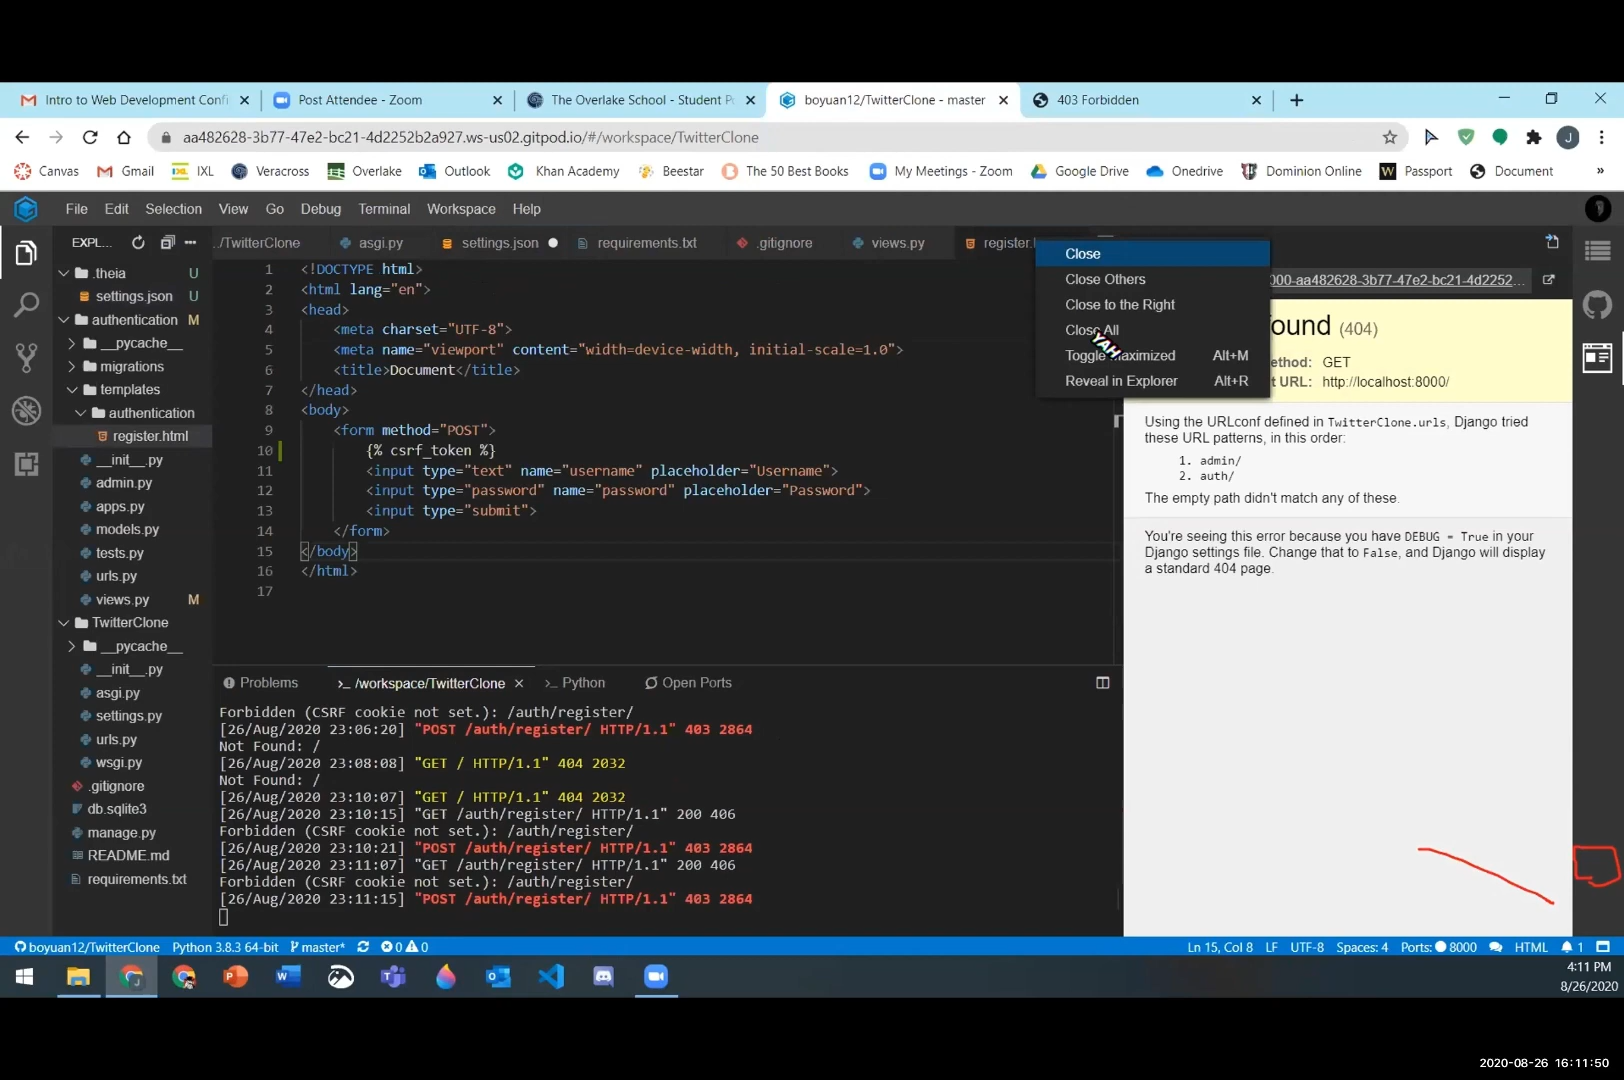 Intro to Web Development Confi
Post Attendee - Zoom
The Overlake School - Student P
boyuan12/TwitterClone - master
403 Forbidden
aa482628-3b77-47e2-bc21-4d2252b2a927.ws-us02.gitpod.io/#/workspace/TwitterClone
J
Canvas
Gmail
IXL
Veracross
Overlake
Outlook
Khan Academy
Beestar
The 50 Best Books
My Meetings - Zoom
Google Drive
Onedrive
Dominion Online
Passport
Document
»
File Edit Selection View Go Debug Terminal Workspace Help
EXPL...
./TwitterClone
asgi.py
settings.json
requirements.txt
.gitignore
views.py
register.
.theia U
settings.json U
authentication M
__pycache__
migrations
templates
authentication
register.html
__init__.py
admin.py
apps.py
models.py
tests.py
urls.py
views.py M
TwitterClone
__pycache__
__init__.py
asgi.py
settings.py
urls.py
wsgi.py
.gitignore
db.sqlite3
manage.py
README.md
requirements.txt
1 <!DOCTYPE html>
2 <html lang="en">
3 <head>
4 <meta charset="UTF-8">
5 <meta name="viewport" content="width=device-width, initial-scale=1.0">
6 <title>Document</title>
7 </head>
8 <body>
9 <form method="POST">
10 {% csrf_token %}
11 <input type="text" name="username" placeholder="Username">
12 <input type="password" name="password" placeholder="Password">
13 <input type="submit">
14 </form>
15 </body>
16 </html>
17
Close
Close Others
Close to the Right
Close All
YAH
Toggle Maximized Alt+M
Reveal in Explorer Alt+R
000-aa482628-3b77-47e2-bc21-4d2252...
ound (404)
ethod: GET
t URL: http://localhost:8000/
Using the URLconf defined in TwitterClone.urls, Django tried
these URL patterns, in this order:
1. admin/
2. auth/
The empty path didn't match any of these.
You're seeing this error because you have DEBUG = True in your
Django settings file. Change that to False, and Django will display
a standard 404 page.
Problems
>_ /workspace/TwitterClone
>_ Python
Open Ports
Forbidden (CSRF cookie not set.): /auth/register/
[26/Aug/2020 23:06:20] "POST /auth/register/ HTTP/1.1" 403 2864
Not Found: /
[26/Aug/2020 23:08:08] "GET / HTTP/1.1" 404 2032
Not Found: /
[26/Aug/2020 23:10:07] "GET / HTTP/1.1" 404 2032
[26/Aug/2020 23:10:15] "GET /auth/register/ HTTP/1.1" 200 406
Forbidden (CSRF cookie not set.): /auth/register/
[26/Aug/2020 23:10:21] "POST /auth/register/ HTTP/1.1" 403 2864
[26/Aug/2020 23:11:07] "GET /auth/register/ HTTP/1.1" 200 406
Forbidden (CSRF cookie not set.): /auth/register/
[26/Aug/2020 23:11:15] "POST /auth/register/ HTTP/1.1" 403 2864
boyuan12/TwitterClone Python 3.8.3 64-bit master* 0 0
Ln 15, Col 8 LF UTF-8 Spaces: 4 Ports: 8000 HTML 1
4:11 PM
8/26/2020
2020-08-26 16:11:50